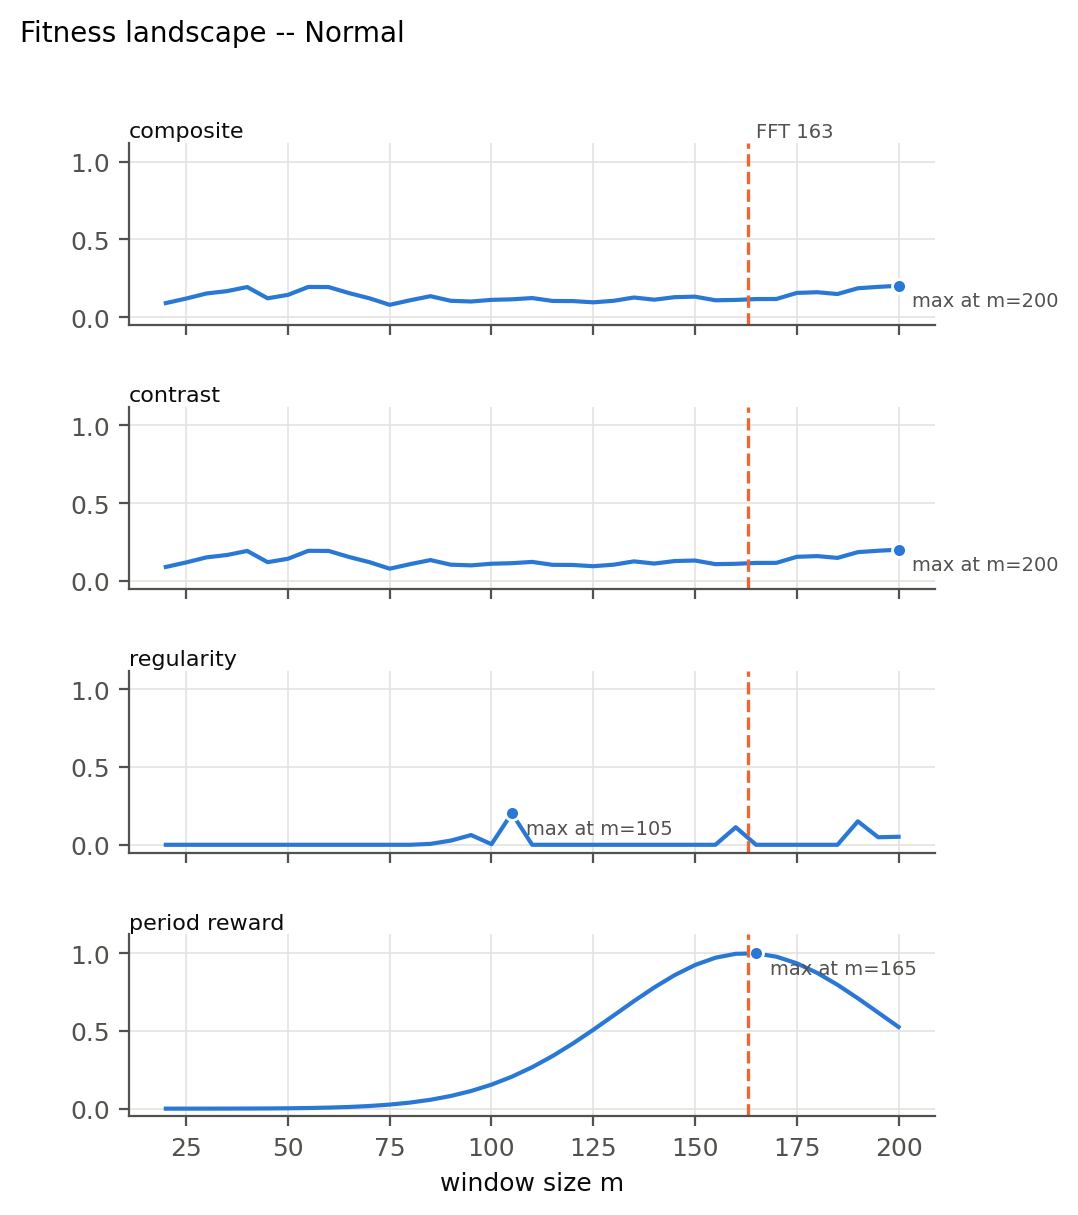 Fitness landscape -- Normal
composite
FFT 163
1.0
0.5
0.0
max at m=200
contrast
1.0
0.5
0.0
max at m=200
regularity
1.0
0.5
0.0
max at m=105
period reward
1.0
0.5
0.0
max at m=165
25 50 75 100 125 150 175 200
window size m